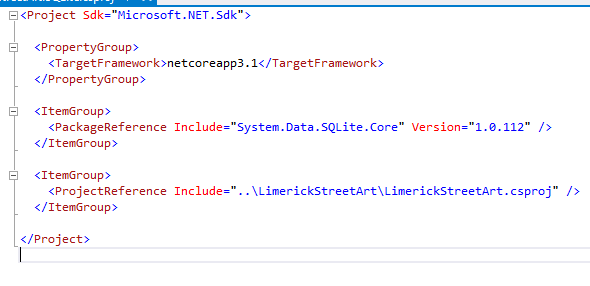 <Project Sdk="Microsoft.NET.Sdk">
<PropertyGroup>
<TargetFramework>netcoreapp3.1</TargetFramework>
</PropertyGroup>
<ItemGroup>
<PackageReference Include="System.Data.SQLite.Core" Version="1.0.112" />
</ItemGroup>
<ItemGroup>
<ProjectReference Include="..\LimerickStreetArt\LimerickStreetArt.csproj" />
</ItemGroup>
</Project>